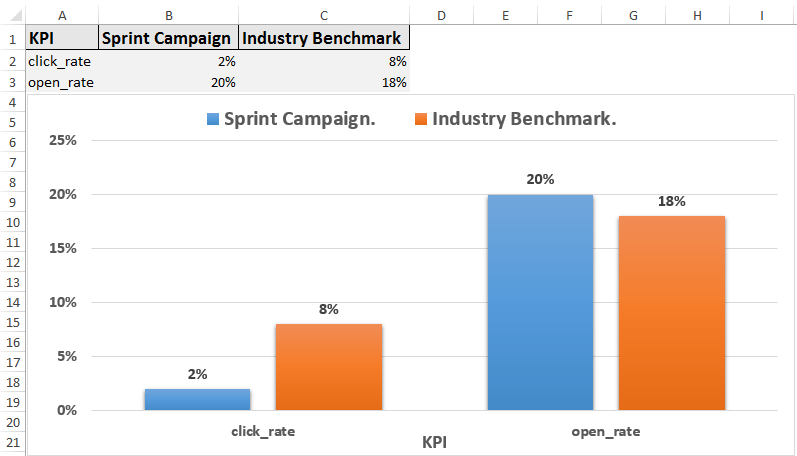 A B C D E F G H I
1 KPI Sprint Campaign Industry Benchmark
2 click_rate 2% 8%
3 open_rate 20% 18%
4
5 Sprint Campaign. Industry Benchmark.
6 25%
7
8 20%
9 20%
10 18%
11
12 15%
13
14 10%
15 8%
16
17 5%
18 2%
19 0%
20 click_rate open_rate
21 KPI